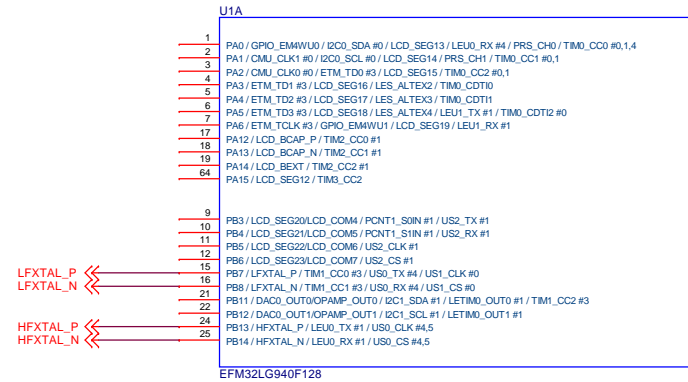 U1A
1 PA0 / GPIO_EM4WU0 / I2C0_SDA #0 / LCD_SEG13 / LEU0_RX #4 / PRS_CH0 / TIM0_CC0 #0,1,4
2 PA1 / CMU_CLK1 #0 / I2C0_SCL #0 / LCD_SEG14 / PRS_CH1 / TIM0_CC1 #0,1
3 PA2 / CMU_CLK0 #0 / ETM_TD0 #3 / LCD_SEG15 / TIM0_CC2 #0,1
4 PA3 / ETM_TD1 #3 / LCD_SEG16 / LES_ALTEX2 / TIM0_CDTI0
5 PA4 / ETM_TD2 #3 / LCD_SEG17 / LES_ALTEX3 / TIM0_CDTI1
6 PA5 / ETM_TD3 #3 / LCD_SEG18 / LES_ALTEX4 / LEU1_TX #1 / TIM0_CDTI2 #0
7 PA6 / ETM_TCLK #3 / GPIO_EM4WU1 / LCD_SEG19 / LEU1_RX #1
17 PA12 / LCD_BCAP_P / TIM2_CC0 #1
18 PA13 / LCD_BCAP_N / TIM2_CC1 #1
19 PA14 / LCD_BEXT / TIM2_CC2 #1
64 PA15 / LCD_SEG12 / TIM3_CC2
9 PB3 / LCD_SEG20/LCD_COM4 / PCNT1_S0IN #1 / US2_TX #1
10 PB4 / LCD_SEG21/LCD_COM5 / PCNT1_S1IN #1 / US2_RX #1
11 PB5 / LCD_SEG22/LCD_COM6 / US2_CLK #1
12 PB6 / LCD_SEG23/LCD_COM7 / US2_CS #1
LFXTAL_P 15 PB7 / LFXTAL_P / TIM1_CC0 #3 / US0_TX #4 / US1_CLK #0
LFXTAL_N 16 PB8 / LFXTAL_N / TIM1_CC1 #3 / US0_RX #4 / US1_CS #0
21 PB11 / DAC0_OUT0/OPAMP_OUT0 / I2C1_SDA #1 / LETIM0_OUT0 #1 / TIM1_CC2 #3
22 PB12 / DAC0_OUT1/OPAMP_OUT1 / I2C1_SCL #1 / LETIM0_OUT1 #1
HFXTAL_P 24 PB13 / HFXTAL_P / LEU0_TX #1 / US0_CLK #4,5
HFXTAL_N 25 PB14 / HFXTAL_N / LEU0_RX #1 / US0_CS #4,5
EFM32LG940F128